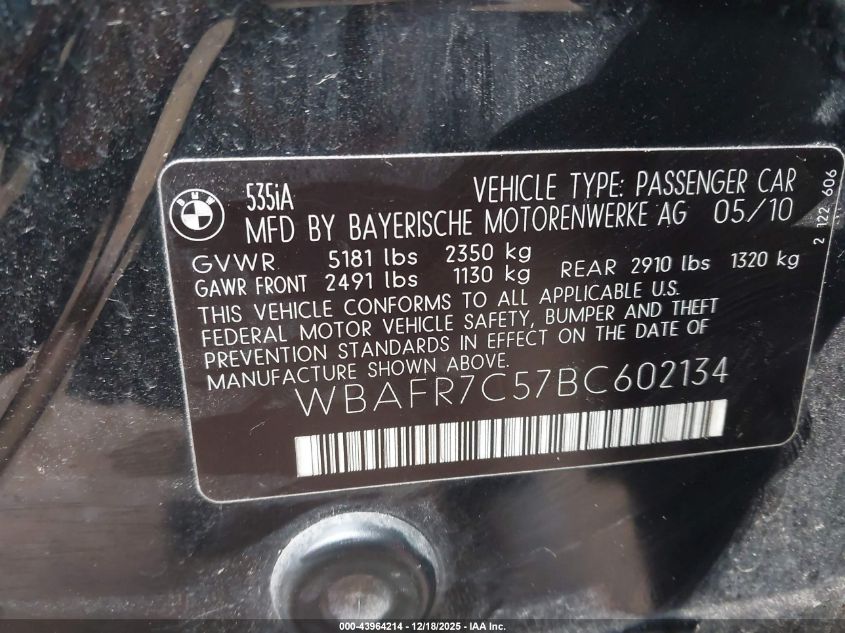 BMW
535iA VEHICLE TYPE: PASSENGER CAR
MFD BY BAYERISCHE MOTORENWERKE AG 05/10
GVWR 5181 lbs 2350 kg
GAWR FRONT 2491 lbs 1130 kg REAR 2910 lbs 1320 kg
THIS VEHICLE CONFORMS TO ALL APPLICABLE U.S.
FEDERAL MOTOR VEHICLE SAFETY, BUMPER AND THEFT
PREVENTION STANDARDS IN EFFECT ON THE DATE OF
MANUFACTURE SHOWN ABOVE.
WBAFR7C57BC602134
2 122 606
000-43964214 - 12/18/2025 - IAA Inc.